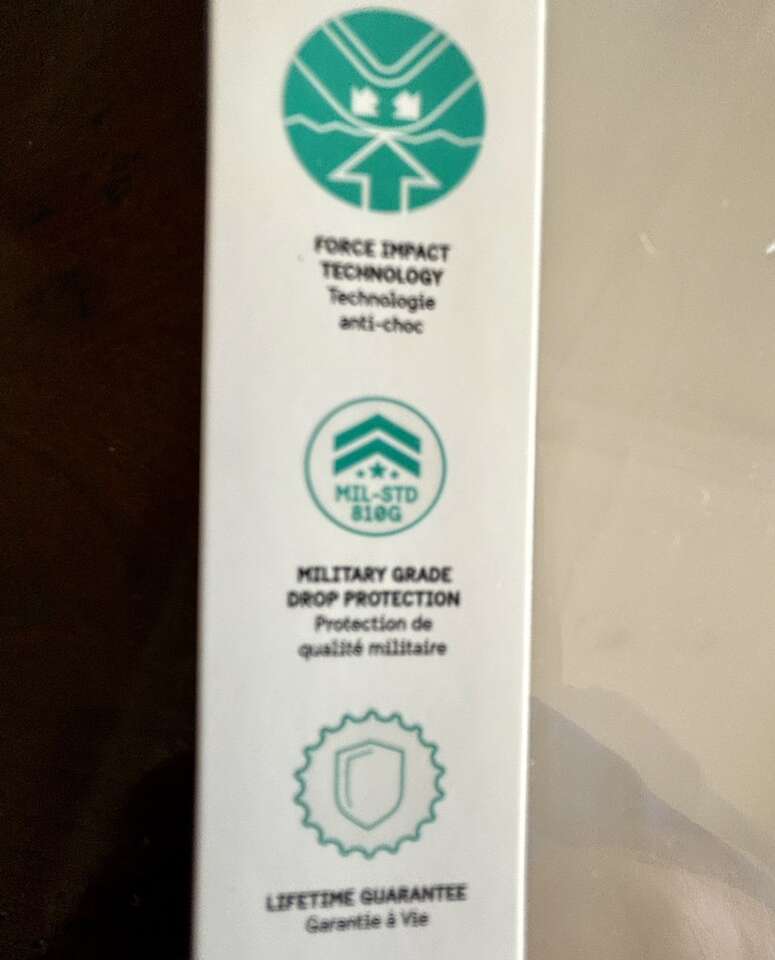 FORCE IMPACT
TECHNOLOGY
Technologie
anti-choc
MIL-STD
810G
MILITARY GRADE
DROP PROTECTION
Protection de
qualité militaire
LIFETIME GUARANTEE
Garantie à Vie